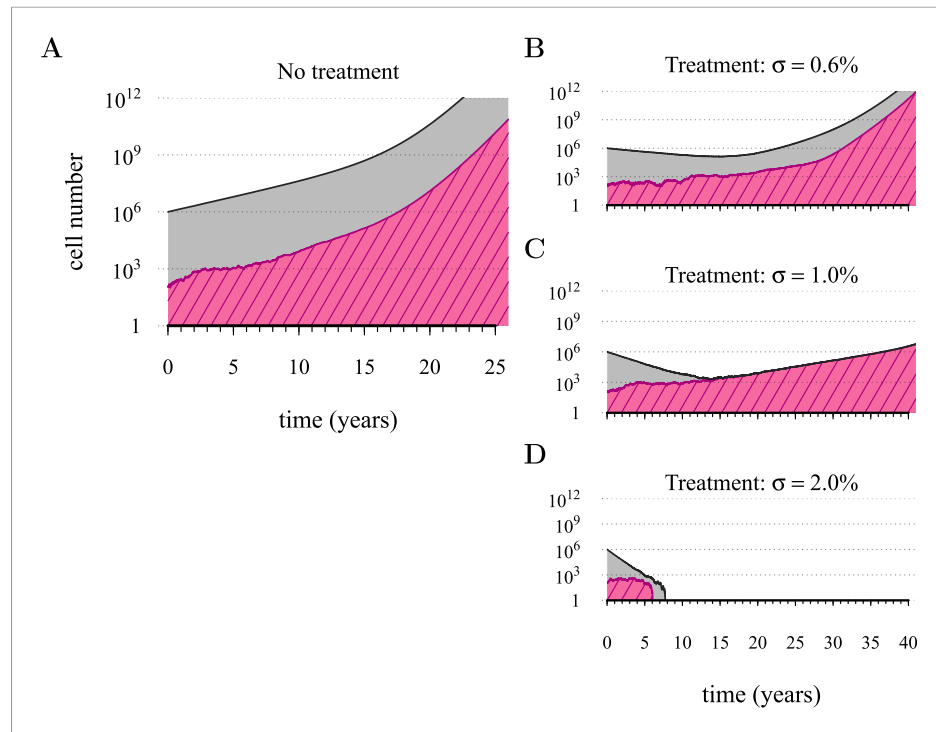 A
No treatment
10^12
10^9
10^6
10^3
1
cell number
0 5 10 15 20 25
time (years)
B
Treatment: σ = 0.6%
10^12
10^9
10^6
10^3
1
C
Treatment: σ = 1.0%
10^12
10^9
10^6
10^3
1
D
Treatment: σ = 2.0%
10^12
10^9
10^6
10^3
1
0 5 10 15 20 25 30 35 40
time (years)